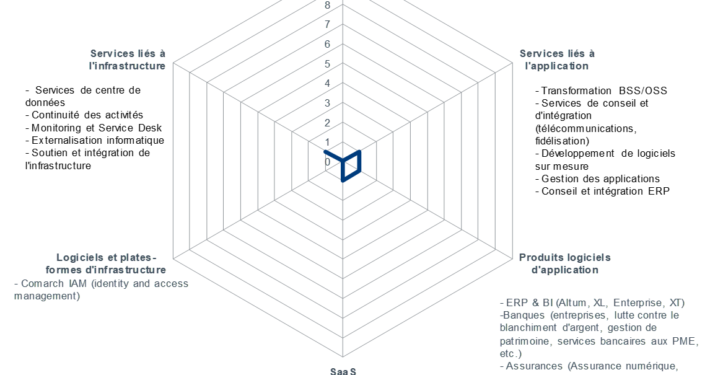 8
7
6
5
4
3
2
1
0
Services liés à
l'infrastructure
- Services de centre de
données
- Continuité des activités
- Monitoring et Service Desk
- Externalisation informatique
- Soutien et intégration de
l'infrastructure
Services liés à
l'application
- Transformation BSS/OSS
- Services de conseil et
d'intégration
(télécommunications,
fidélisation)
- Développement de logiciels
sur mesure
- Gestion des applications
- Conseil et intégration ERP
Logiciels et plates-
formes d'infrastructure
- Comarch IAM (identity and access
management)
Produits logiciels
d'application
- ERP & BI (Altum, XL, Enterprise, XT)
-Banques (entreprises, lutte contre le
blanchiment d'argent, gestion de
patrimoine, services bancaires aux PME,
etc.)
- Assurances (Assurance numérique,
SaaS